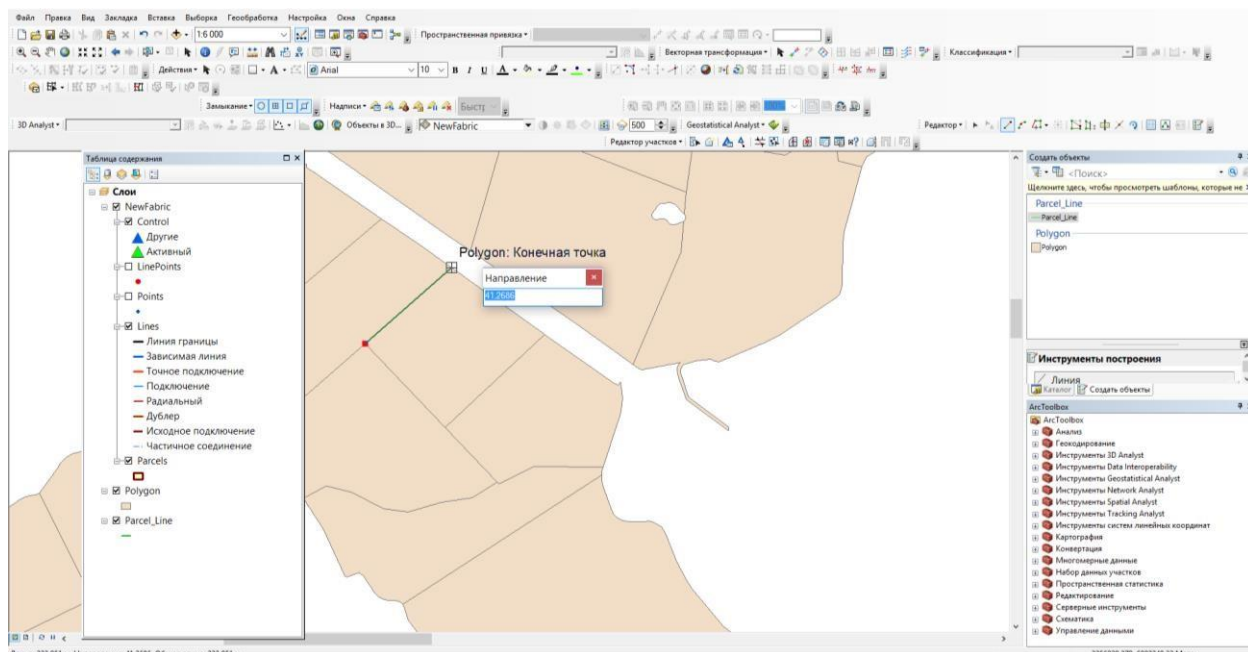 Файл Правка Вид Закладка Вставка Выборка Геообработка Настройка Окна Справка
1:6 000
Пространственная привязка
Векторная трансформация
Классификация
Действия
A
Arial
10
B I U A
Замыкание
Надписи
Быстр
100%
3D Analyst
Объекты в 3D...
NewFabric
500
Geostatistical Analyst
Редактор
Редактор участков
Таблица содержания
Слои
NewFabric
Control
Другие
Активный
LinePoints
Points
Lines
Линия границы
Зависимая линия
Точное подключение
Подключение
Радиальный
Дублер
Исходное подключение
Частичное соединение
Parcels
Polygon
Parcel_Line
Polygon: Конечная точка
Направление
41,2686
Создать объекты
<Поиск>
Щелкните здесь, чтобы просмотреть шаблоны, которые не
Parcel_Line
Parcel_Line
Polygon
Polygon
Инструменты построения
Линия
Каталог Создать объекты
ArcToolbox
ArcToolbox
Анализ
Геокодирование
Инструменты 3D Analyst
Инструменты Data Interoperability
Инструменты Geostatistical Analyst
Инструменты Network Analyst
Инструменты Spatial Analyst
Инструменты Tracking Analyst
Инструменты систем линейных координат
Картография
Конвертация
Многомерные данные
Набор данных участков
Пространственная статистика
Редактирование
Серверные инструменты
Схематика
Управление данными